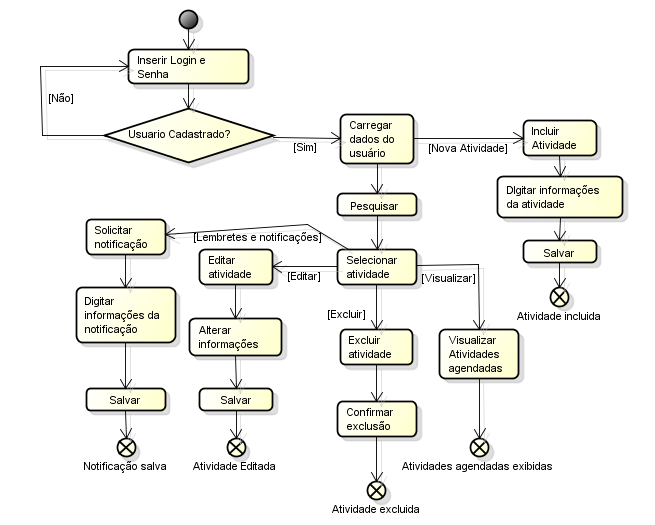 Inserir Login e
Senha
[Não]
Usuario Cadastrado?
[Sim]
Carregar
dados do
usuário
[Nova Atividade]
Incluir
Atividade
DIgitar informações
da atividade
Salvar
Atividade incluida
Pesquisar
Selecionar
atividade
[Lembretes e notificações]
Solicitar
notificação
Digitar
informações da
notificação
Salvar
Notificação salva
[Editar]
Editar
atividade
Alterar
informações
Salvar
Atividade Editada
[Excluir]
Excluir
atividade
Confirmar
exclusão
Atividade excluida
[Visualizar]
Visualizar
Atividades
agendadas
Atividades agendadas exibidas